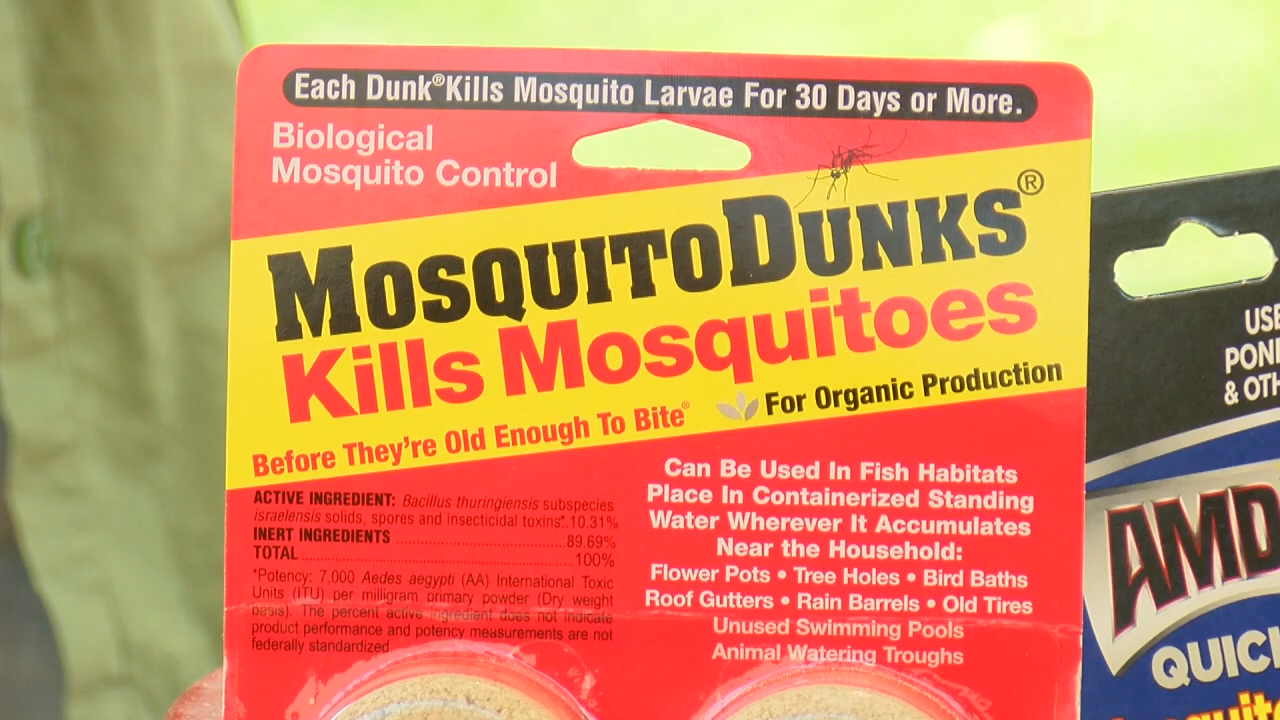 Each Dunk® Kills Mosquito Larvae For 30 Days or More.
Biological
Mosquito Control
MOSQUITODUNKS®
Kills Mosquitoes
Before They're Old Enough To Bite®
For Organic Production
ACTIVE INGREDIENT: Bacillus thuringiensis subspecies
israelensis solids, spores and insecticidal toxins*.10.31%
INERT INGREDIENTS ........................................89.69%
TOTAL ................................................................100%
*Potency: 7,000 Aedes aegypti (AA) International Toxic
Units (ITU) per milligram primary powder (Dry weight
basis). The percent active ingredient does not indicate
product performance and potency measurements are not
federally standardized
Can Be Used In Fish Habitats
Place In Containerized Standing
Water Wherever It Accumulates
Near the Household:
Flower Pots • Tree Holes • Bird Baths
Roof Gutters • Rain Barrels • Old Tires
Unused Swimming Pools
Animal Watering Troughs
USE
& OTH
AMD
QUIC